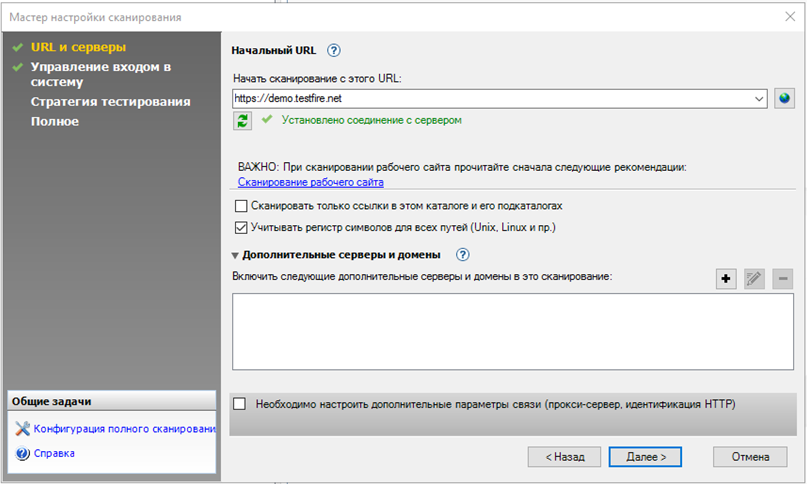 Мастер настройки сканирования
URL и серверы
Управление входом в
систему
Стратегия тестирования
Полное
Начальный URL
Начать сканирование с этого URL:
https://demo.testfire.net
Установлено соединение с сервером
ВАЖНО: При сканировании рабочего сайта прочитайте сначала следующие рекомендации:
Сканирование рабочего сайта
Сканировать только ссылки в этом каталоге и его подкаталогах
Учитывать регистр символов для всех путей (Unix, Linux и пр.)
Дополнительные серверы и домены
Включить следующие дополнительные серверы и домены в это сканирование:
Необходимо настроить дополнительные параметры связи (прокси-сервер, идентификация HTTP)
Общие задачи
Конфигурация полного сканировани
Справка
< Назад
Далее >
Отмена